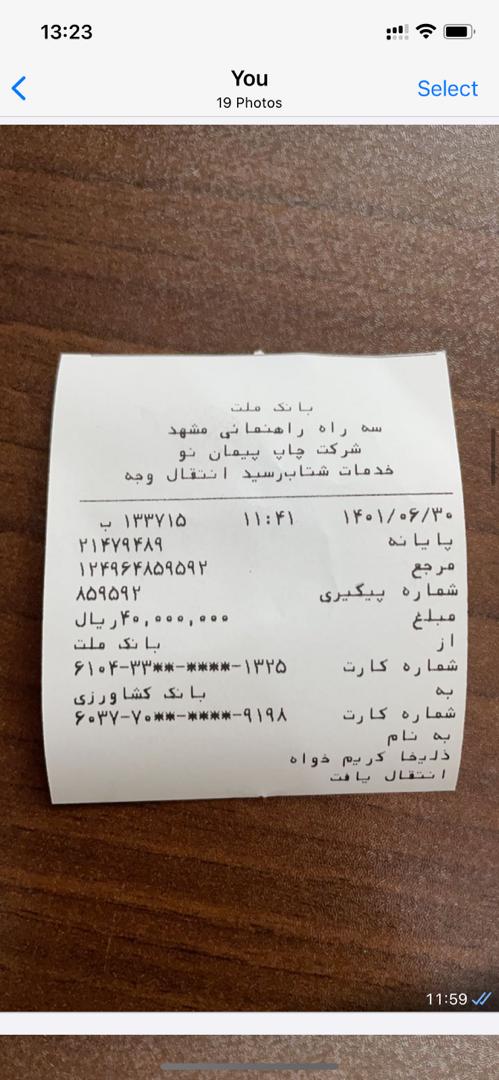 13:23
You
Select
19 Photos
بانک ملت
سه راه راهنمائی مشهد
شرکت چاپ پیمان نو
خدمات شتاب‌رسید انتقال وجه
۱۴۰۱/۰۶/۳۰ ۱۱:۴۱ ۱۳۳۷۱۵ ب
پایانه ۲۱۴۷۹۴۸۹
مرجع ۱۲۴۹۶۴۸۵۹۵۹۲
شماره پیگیری ۸۵۹۵۹۲
مبلغ ۴۰,۰۰۰,۰۰۰ریال
از بانک ملت
شماره کارت ۶۱۰۴-۳۳**-****-۱۳۲۵
به بانک کشاورزی
شماره کارت ۶۰۳۷-۷۰**-****-۹۱۹۸
به نام
ذلیخا کریم خواه
انتقال یافت
11:59